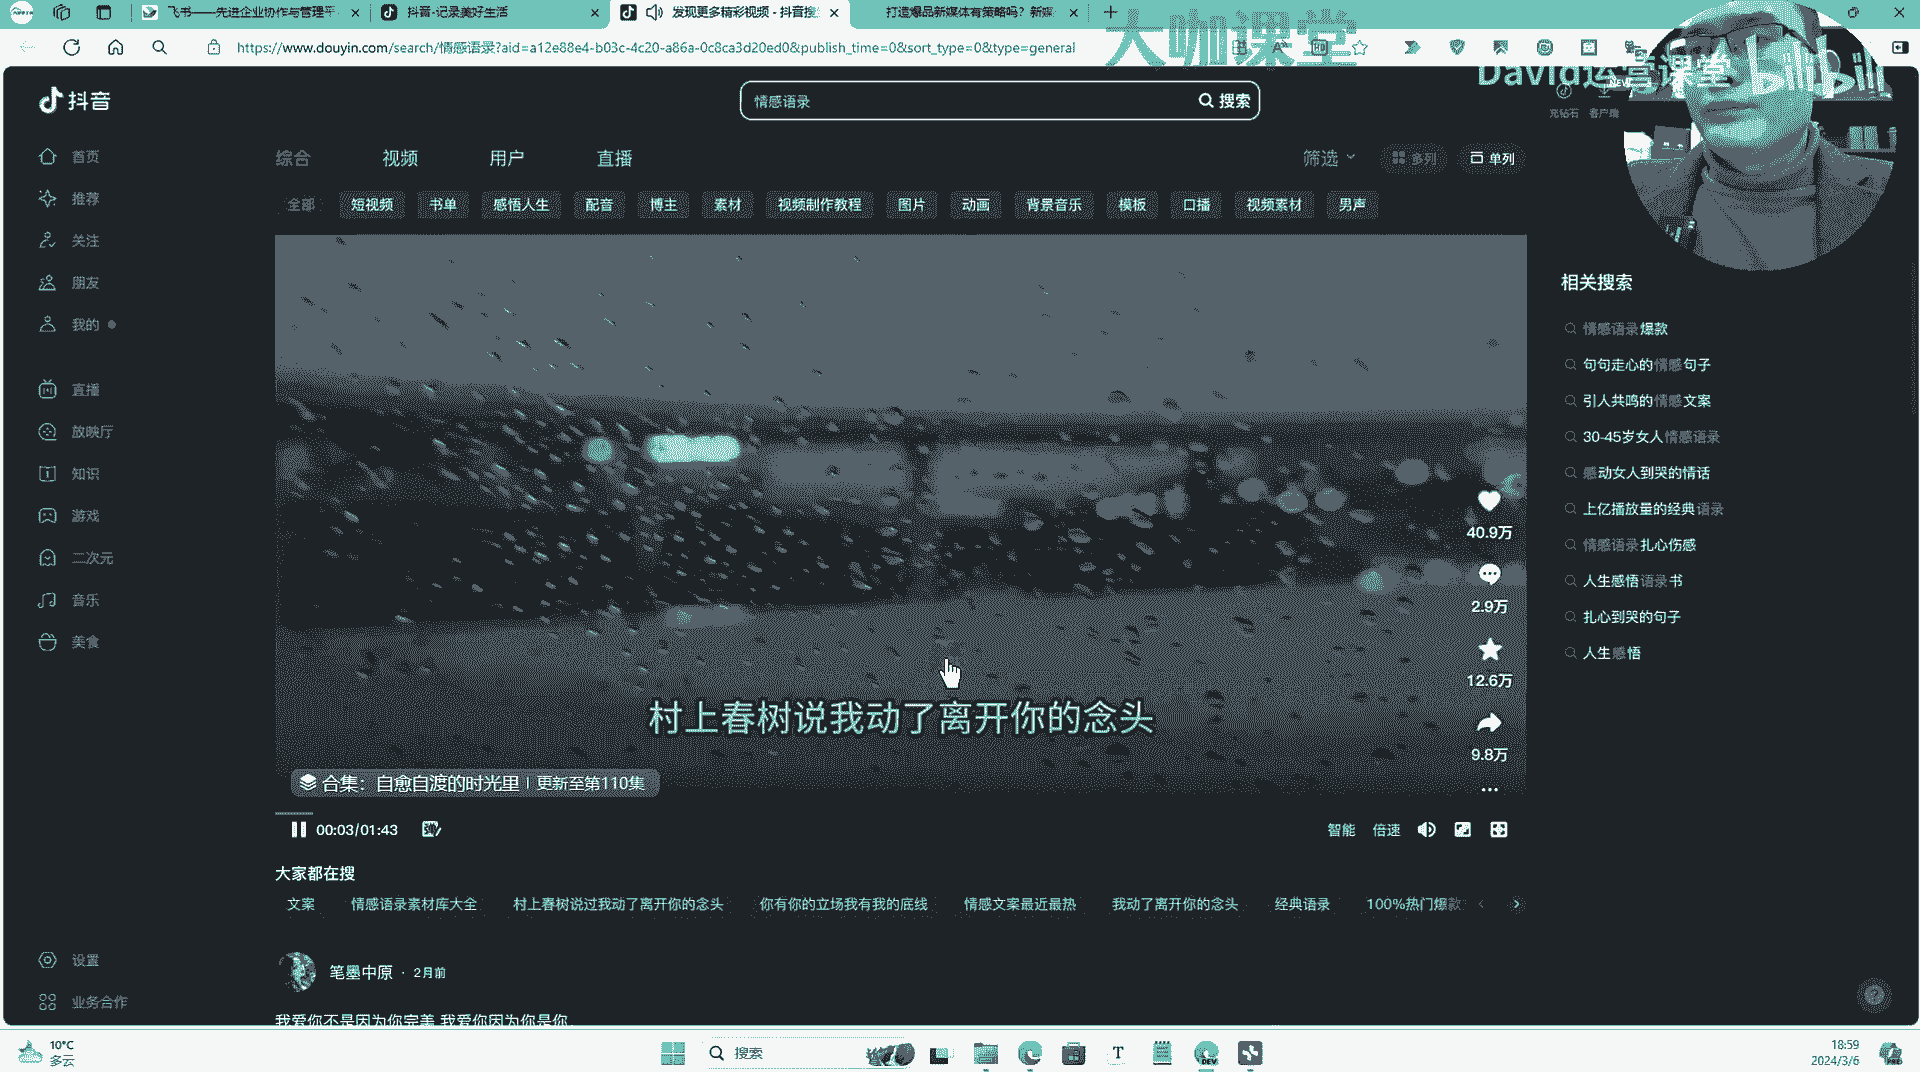 飞书——先进企业协作与管理平
抖音-记录美好生活
发现更多精彩视频 - 抖音搜
打造爆品新媒体有策略吗？新媒
https://www.douyin.com/search/情感语录?aid=a12e88e4-b03c-4c20-a86a-0c8ca3d20ed0&publish_time=0&sort_type=0&type=general
大咖课堂
David运营课堂
bilibili
抖音
情感语录
搜索
充钻石
客户端
首页
推荐
关注
朋友
我的
直播
放映厅
知识
游戏
二次元
音乐
美食
设置
业务合作
综合 视频 用户 直播
筛选 多列 单列
全部 短视频 书单 感悟人生 配音 博主 素材 视频制作教程 图片 动画 背景音乐 模板 口播 视频素材 男声
40.9万
2.9万
12.6万
9.8万
村上春树说我动了离开你的念头
合集：自愈自渡的时光里 | 更新至第110集
00:03/01:43
智能 倍速
相关搜索
情感语录爆款
句句走心的情感句子
引人共鸣的情感文案
30-45岁女人情感语录
感动女人到哭的情话
上亿播放量的经典语录
情感语录扎心伤感
人生感悟语录书
扎心到哭的句子
人生感悟
大家都在搜
文案 情感语录素材库大全 村上春树说过我动了离开你的念头 你有你的立场我有我的底线 情感文案最近最热 我动了离开你的念头 经典语录 100%热门爆款
笔墨中原 · 2月前
我爱你不是因为你完美 我爱你因为你是你
10°C
多云
搜索
18:59
2024/3/6